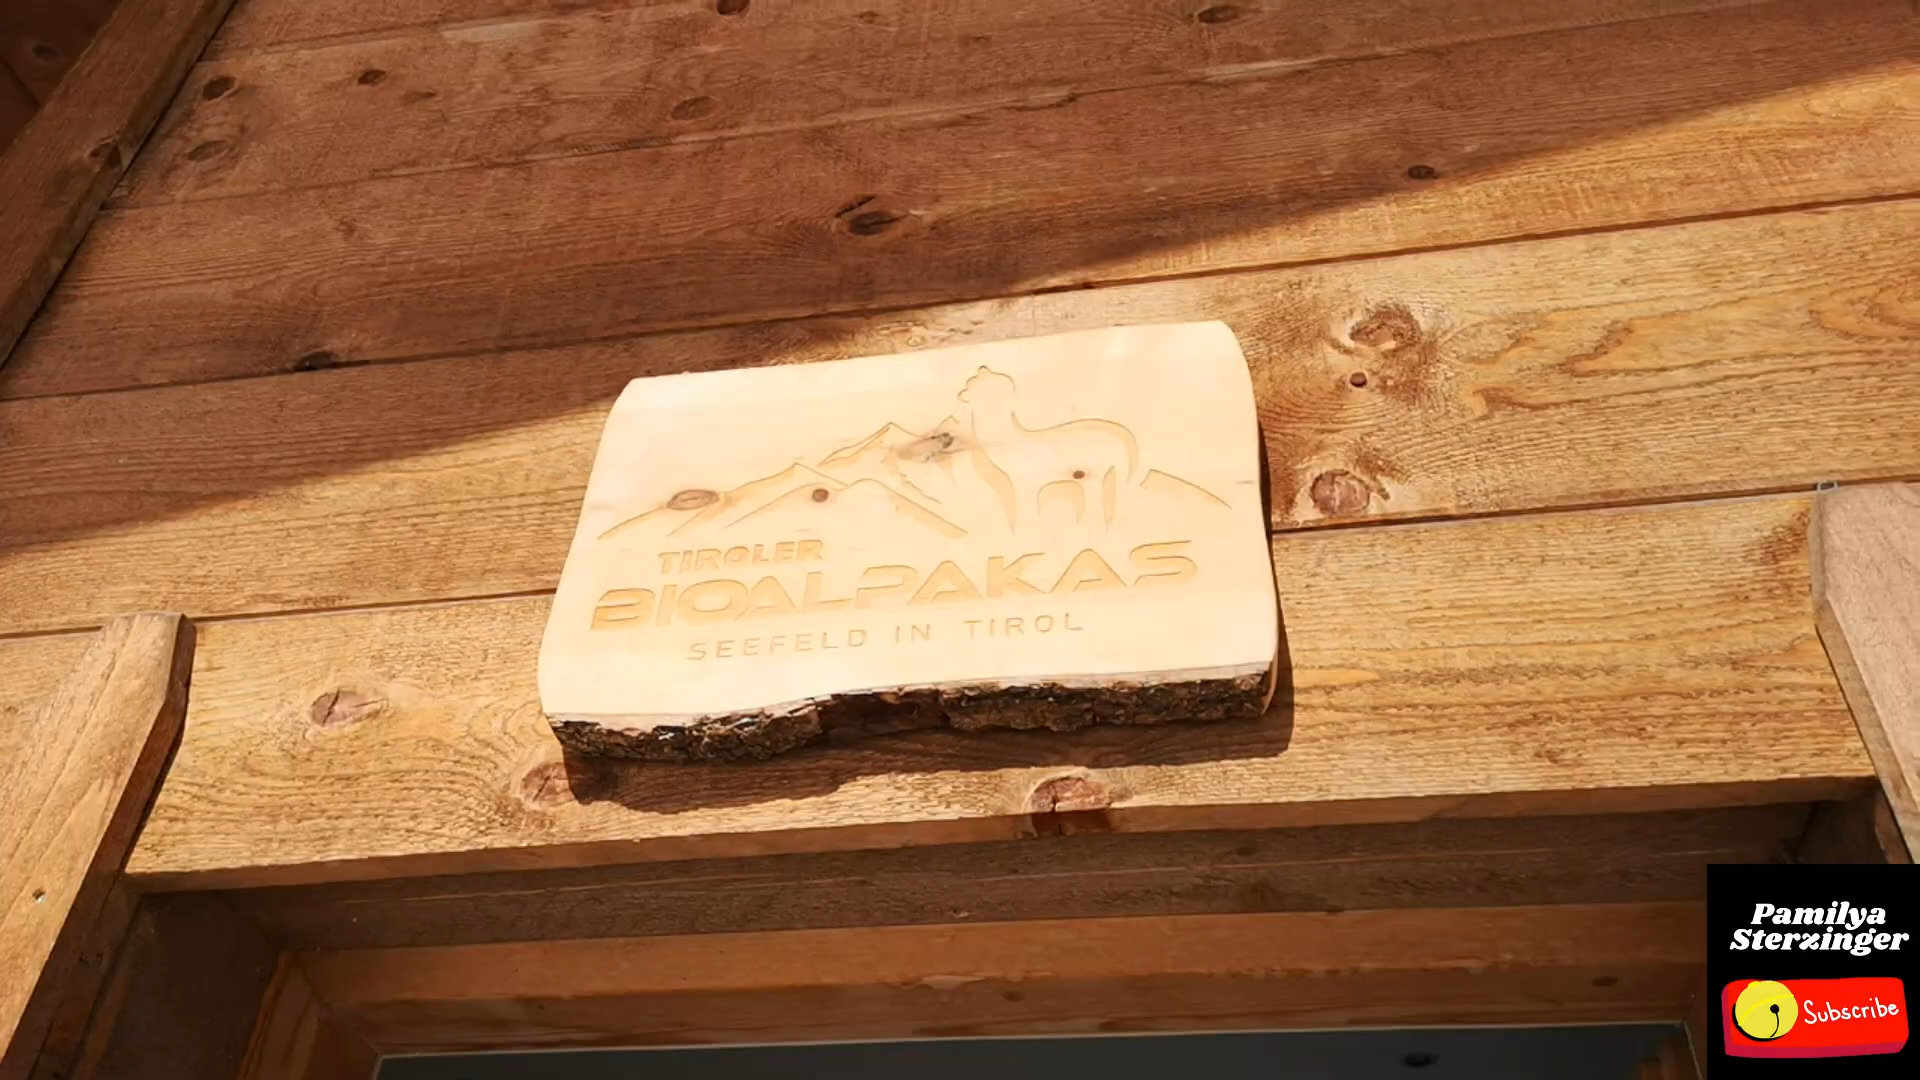 TIROLER
BIOALPAKAS
SEEFELD IN TIROL
Pamilya
Sterzinger
Subscribe